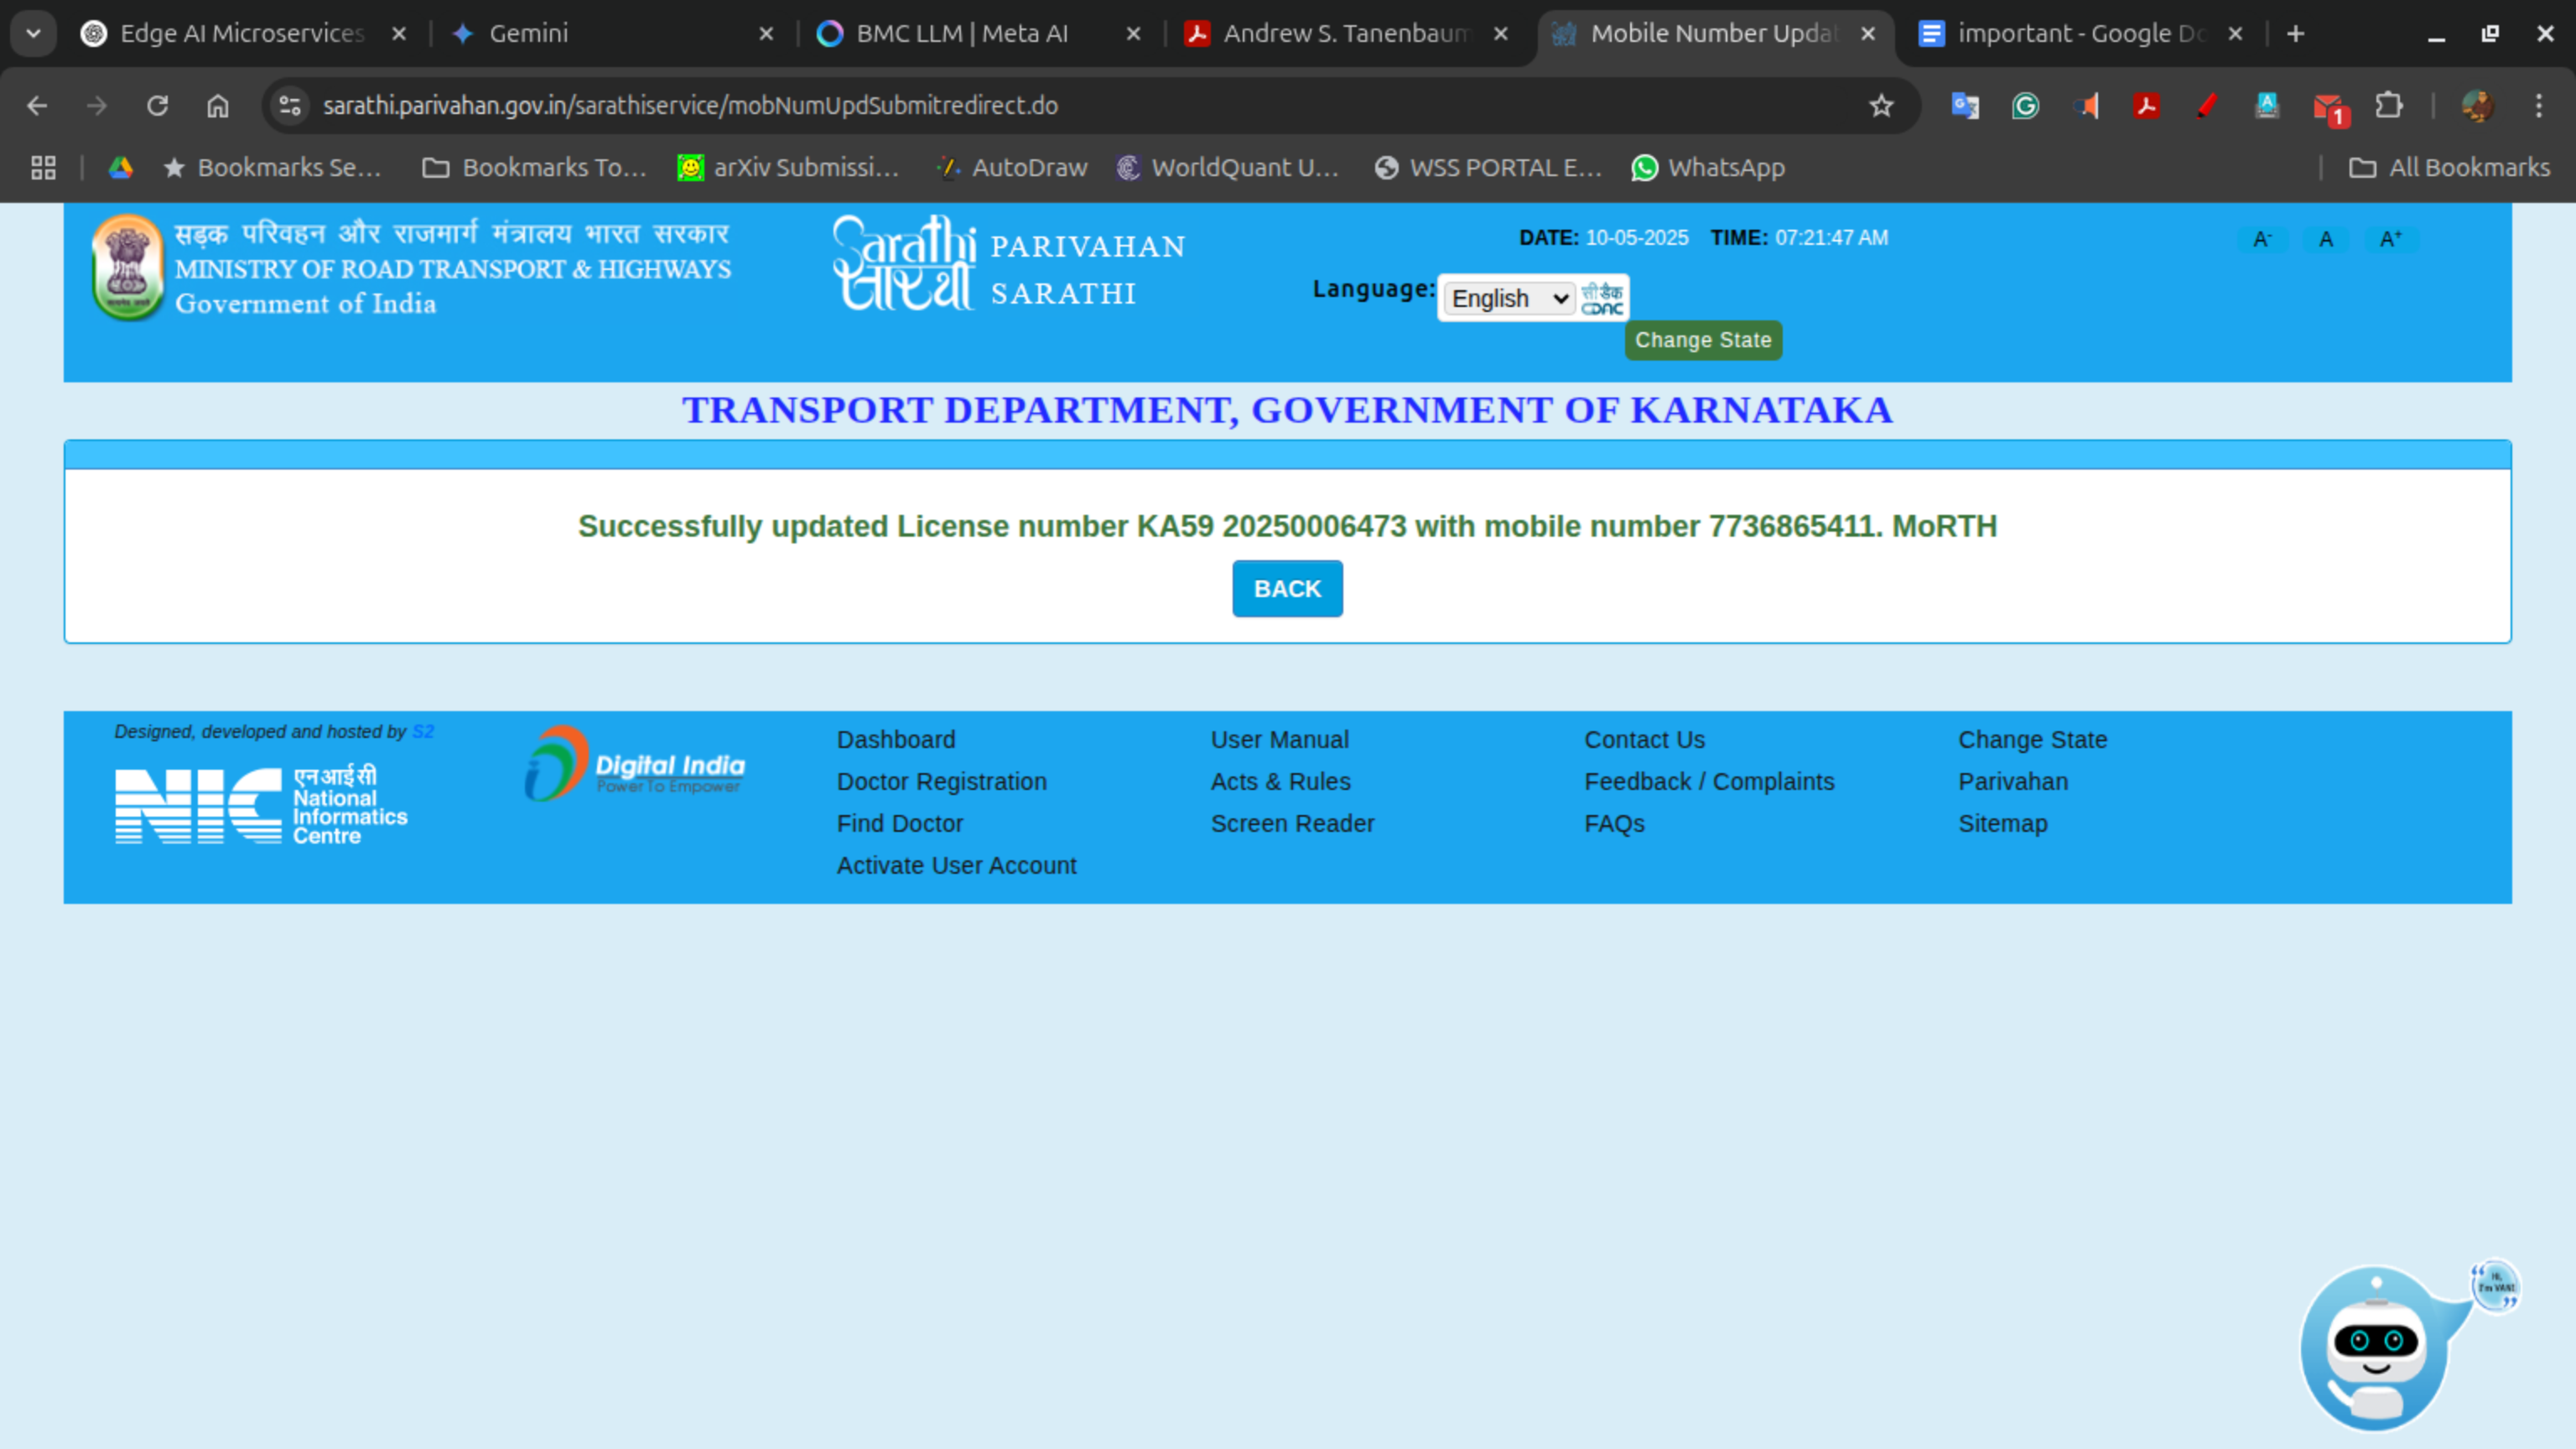 Edge AI Microservices
Gemini
BMC LLM | Meta AI
Andrew S. Tanenbaum
Mobile Number Updat
important - Google Do
sarathi.parivahan.gov.in/sarathiservice/mobNumUpdSubmitredirect.do
1
Bookmarks Se...
Bookmarks To...
arXiv Submissi...
AutoDraw
WorldQuant U...
WSS PORTAL E...
WhatsApp
All Bookmarks
सड़क परिवहन और राजमार्ग मंत्रालय भारत सरकार
MINISTRY OF ROAD TRANSPORT & HIGHWAYS
Government of India
Sarathi
सारथी
PARIVAHAN
SARATHI
DATE: 10-05-2025 TIME: 07:21:47 AM
A- A A+
Language: English
सी डैक
CDAC
Change State
TRANSPORT DEPARTMENT, GOVERNMENT OF KARNATAKA
Successfully updated License number KA59 20250006473 with mobile number 7736865411. MoRTH
BACK
Designed, developed and hosted by S2
NIC
एन आई सी
National
Informatics
Centre
Digital India
Power To Empower
Dashboard
Doctor Registration
Find Doctor
Activate User Account
User Manual
Acts & Rules
Screen Reader
Contact Us
Feedback / Complaints
FAQs
Change State
Parivahan
Sitemap
Hi,
I'm VANI